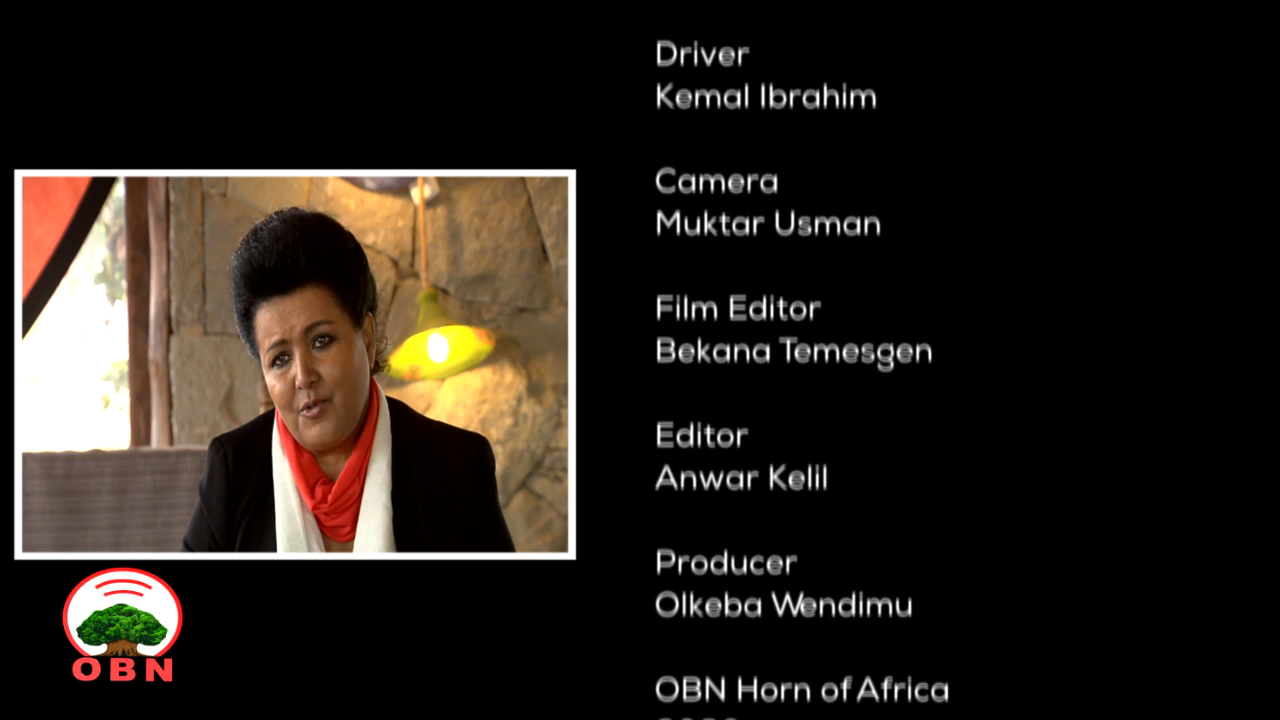 Driver
Kemal Ibrahim
Camera
Muktar Usman
Film Editor
Bekana Temesgen
Editor
Anwar Kelil
Producer
Olkeba Wendimu
OBN Horn of Africa
OBN